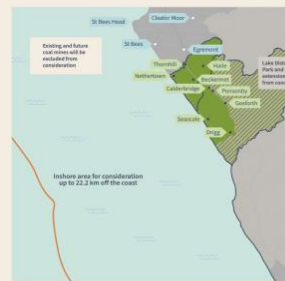 St Bees Head
Cleator Moor
Existing and future
coal mines will be
excluded from
consideration
St Bees
Egremont
Thornhill
Haile
Nethertown
Beckermet
Calderbridge
Ponsonby
Gosforth
Seascale
Drigg
Lake Dist
Park and
extension
from cons
Inshore area for consideration
up to 22.2 km off the coast